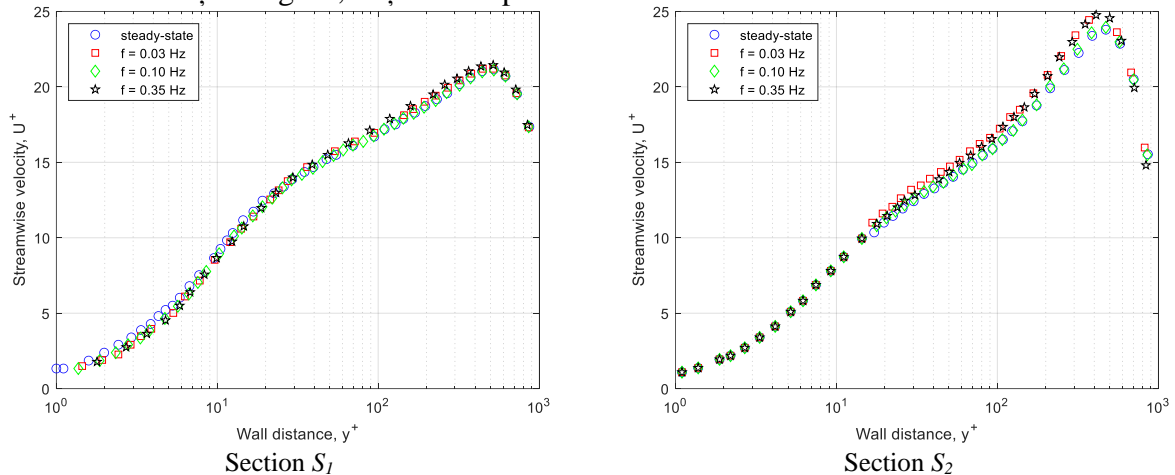 25
20
15
10
5
0
Streamwise velocity, U+
steady-state
f = 0.03 Hz
f = 0.10 Hz
f = 0.35 Hz
10^0 10^1 10^2 10^3
Wall distance, y+
Section S1
25
20
15
10
5
0
Streamwise velocity, U+
steady-state
f = 0.03 Hz
f = 0.10 Hz
f = 0.35 Hz
10^0 10^1 10^2 10^3
Wall distance, y+
Section S2